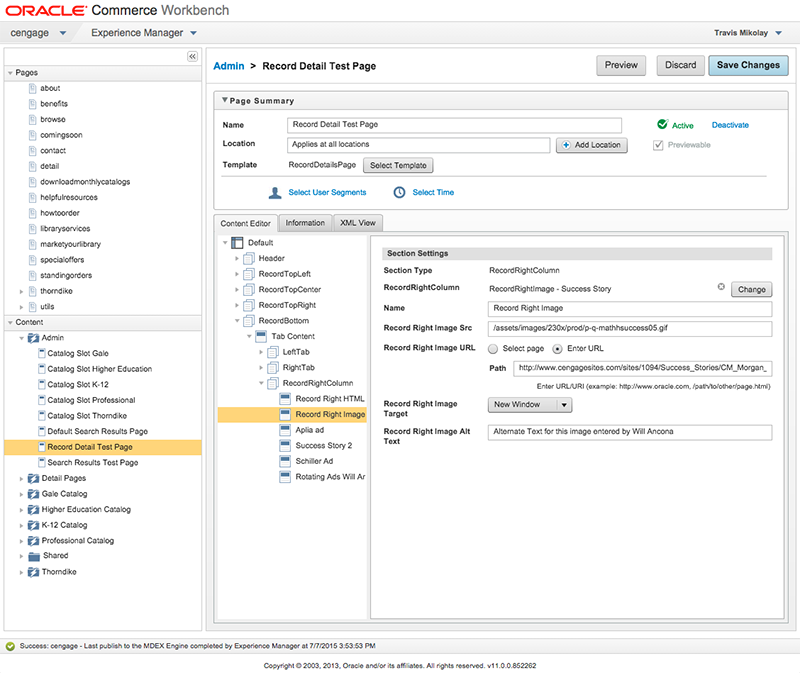 ORACLE Commerce Workbench
cengage Experience Manager Travis Mikolay
Pages
about
benefits
browse
comingsoon
contact
detail
downloadmonthlycatalogs
helpfulresources
howtoorder
libraryservices
marketyourlibrary
specialoffers
standingorders
thorndike
utils
Content
Admin
Catalog Slot Gale
Catalog Slot Higher Education
Catalog Slot K-12
Catalog Slot Professional
Catalog Slot Thorndike
Default Search Results Page
Record Detail Test Page
Search Results Test Page
Detail Pages
Gale Catalog
Higher Education Catalog
K-12 Catalog
Professional Catalog
Shared
Thorndike
Admin > Record Detail Test Page Preview Discard Save Changes
Page Summary
Name Record Detail Test Page Active Deactivate
Location Applies at all locations Add Location Previewable
Template RecordDetailsPage Select Template
Select User Segments Select Time
Content Editor Information XML View
Default
Header
RecordTopLeft
RecordTopCenter
RecordTopRight
RecordBottom
Tab Content
LeftTab
RightTab
RecordRightColumn
Record Right HTML
Record Right Image
Aplia ad
Success Story 2
Schiller Ad
Rotating Ads Will Ar
Section Settings
Section Type RecordRightColumn
RecordRightColumn RecordRightImage - Success Story Change
Name Record Right Image
Record Right Image Src /assets/images/230x/prod/p-q-mathhsuccess05.gif
Record Right Image URL Select page Enter URL
Path http://www.cengagesites.com/sites/1094/Success_Stories/CM_Morgan_
Enter URL/URI (example: http://www.oracle.com, /path/to/other/page.html)
Record Right Image
Target New Window
Record Right Image Alt
Text Alternate Text for this image entered by Will Ancona
Success: cengage - Last publish to the MDEX Engine completed by Experience Manager at 7/7/2015 3:53:53 PM
Copyright © 2003, 2013, Oracle and/or its affiliates. All rights reserved. v11.0.0.852262